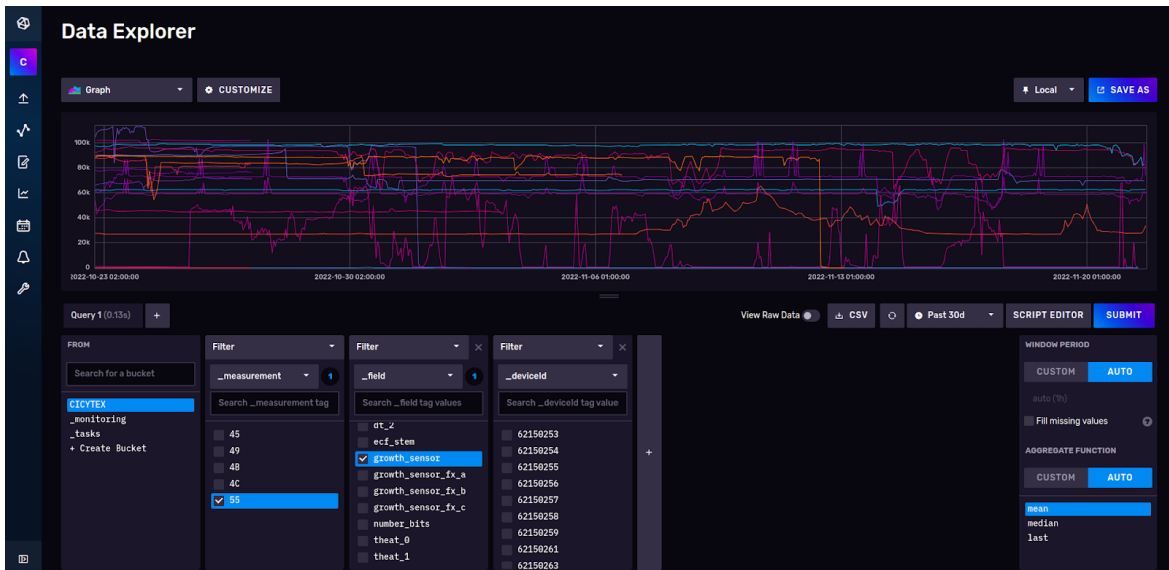 Data Explorer
C
Graph
CUSTOMIZE
Local
SAVE AS
100k
80k
60k
40k
20k
0
2022-10-23 02:00:00
2022-10-30 02:00:00
2022-11-06 01:00:00
2022-11-13 01:00:00
2022-11-20 01:00:00
Query 1 (0.13s)
+
View Raw Data
CSV
Past 30d
SCRIPT EDITOR
SUBMIT
FROM
Search for a bucket
CICYTEX
_monitoring
_tasks
+ Create Bucket
Filter
_measurement
1
Search _measurement tag
45
49
4B
4C
55
Filter
_field
1
Search _field tag values
dt_2
ecf_stem
growth_sensor
growth_sensor_fx_a
growth_sensor_fx_b
growth_sensor_fx_c
number_bits
theat_0
theat_1
Filter
_deviceId
Search _deviceId tag value
62150253
62150254
62150255
62150256
62150257
62150258
62150259
62150261
62150263
+
WINDOW PERIOD
CUSTOM
AUTO
auto (1h)
Fill missing values
?
AGGREGATE FUNCTION
CUSTOM
AUTO
mean
median
last